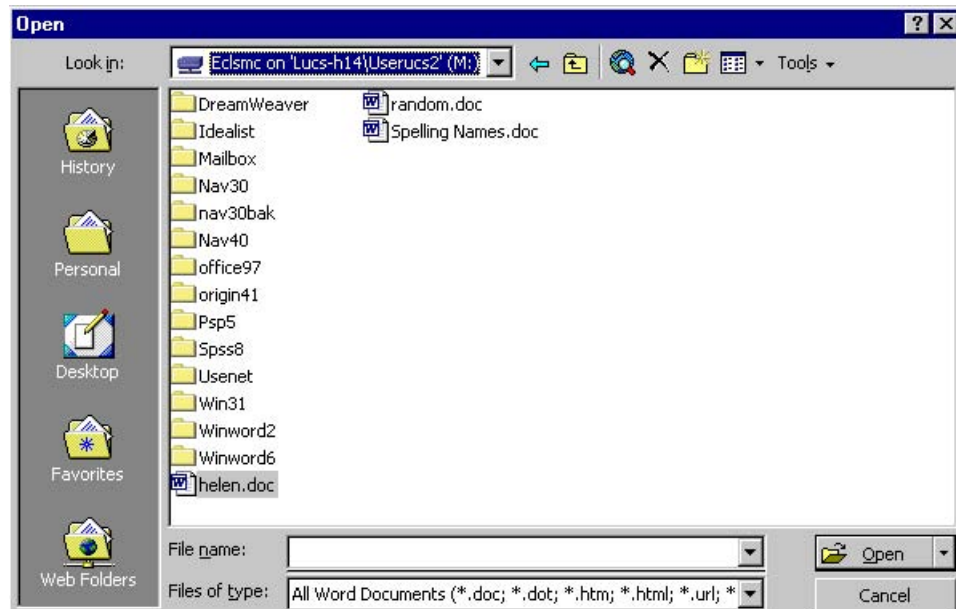 Open
Look in: Eclsmc on 'Lucs-h14\Userucs2' (M:) Tools
History
Personal
Desktop
Favorites
Web Folders
DreamWeaver
Idealist
Mailbox
Nav30
nav30bak
Nav40
office97
origin41
Psp5
Spss8
Usenet
Win31
Winword2
Winword6
helen.doc
random.doc
Spelling Names.doc
File name:
Open
Files of type: All Word Documents (*.doc; *.dot; *.htm; *.html; *.url; *
Cancel